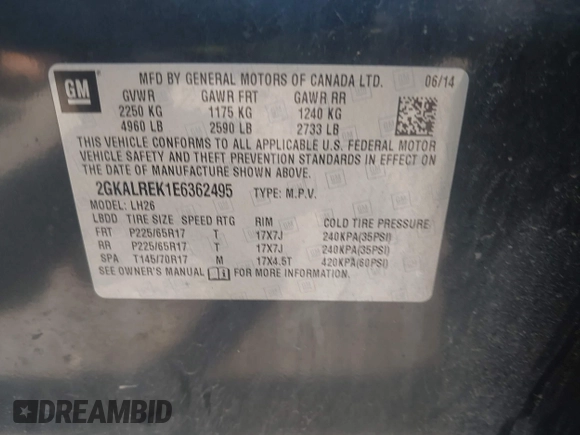 GM
MFD BY GENERAL MOTORS OF CANADA LTD. 06/14
GVWR GAWR FRT GAWR RR
2250 KG 1175 KG 1240 KG
4960 LB 2590 LB 2733 LB
THIS VEHICLE CONFORMS TO ALL APPLICABLE U.S. FEDERAL MOTOR
VEHICLE SAFETY AND THEFT PREVENTION STANDARDS IN EFFECT ON
THE DATE OF MANUFACTURE SHOWN ABOVE.
2GKALREK1E6362495 TYPE: M.P.V.
MODEL: LH26
LBDD TIRE SIZE SPEED RTG RIM COLD TIRE PRESSURE
FRT P225/65R17 T 17X7J 240KPA(35PSI)
RR P225/65R17 T 17X7J 240KPA(35PSI)
SPA T145/70R17 M 17X4.5T 420KPA(60PSI)
SEE OWNER'S MANUAL FOR MORE INFORMATION.
DREAMBID